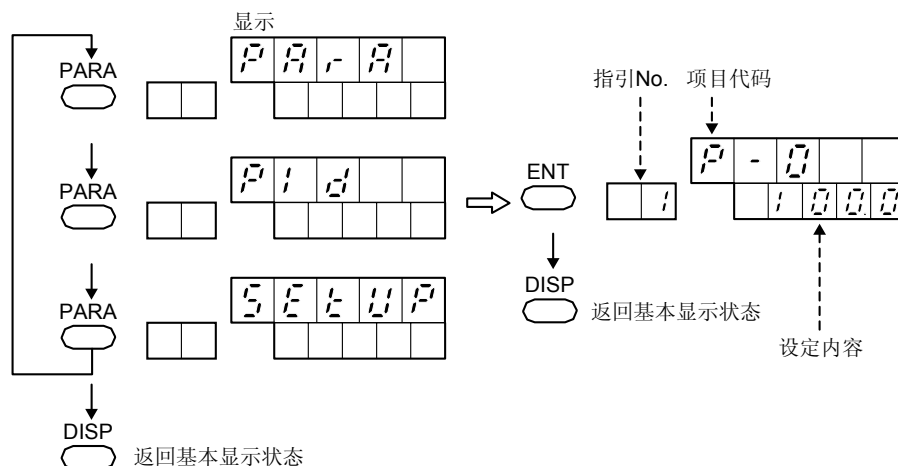 显示
PARA
PArA
指引No. 项目代码
PARA
PId
ENT
1
P-0
100.0
DISP
返回基本显示状态
PARA
SEtUP
设定内容
DISP
返回基本显示状态